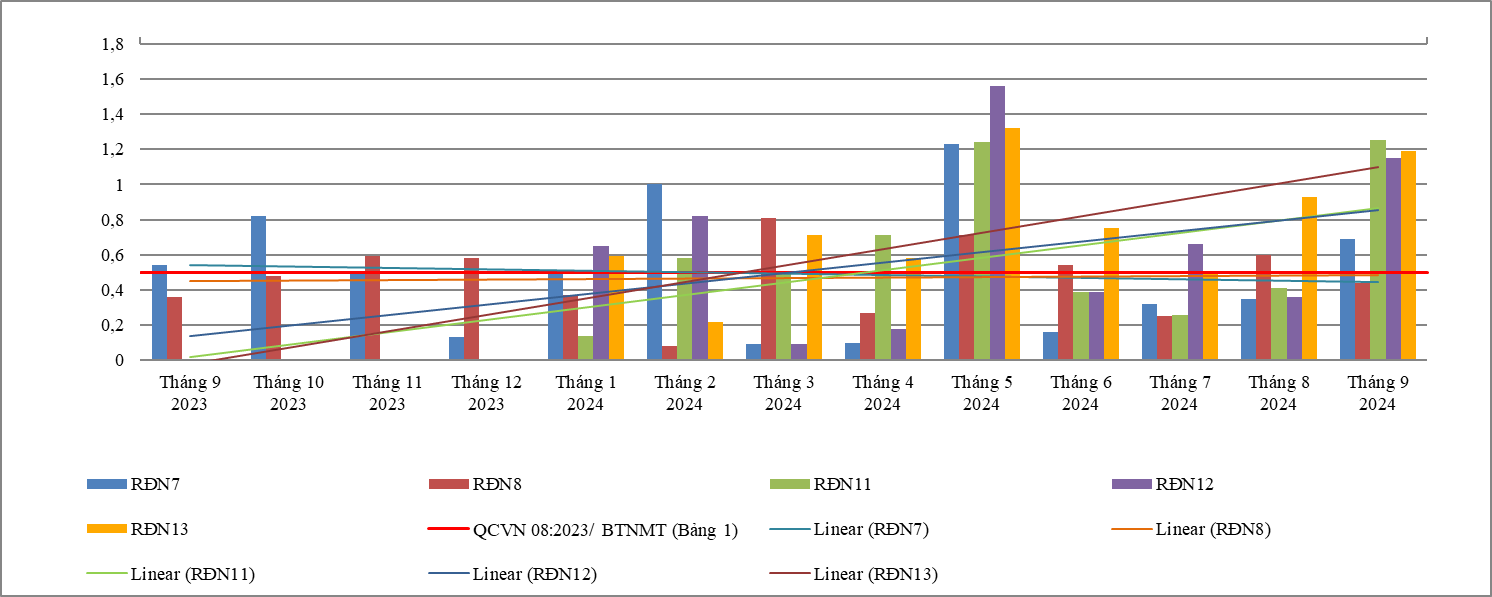 1,8
1,6
1,4
1,2
1
0,8
0,6
0,4
0,2
0
Tháng 9 Tháng 10 Tháng 11 Tháng 12 Tháng 1 Tháng 2 Tháng 3 Tháng 4 Tháng 5 Tháng 6 Tháng 7 Tháng 8 Tháng 9
2023 2023 2023 2023 2024 2024 2024 2024 2024 2024 2024 2024 2024
RĐN7 RĐN8 RĐN11 RĐN12
RĐN13 QCVN 08:2023/ BTNMT (Bảng 1) Linear (RĐN7) Linear (RĐN8)
Linear (RĐN11) Linear (RĐN12) Linear (RĐN13)